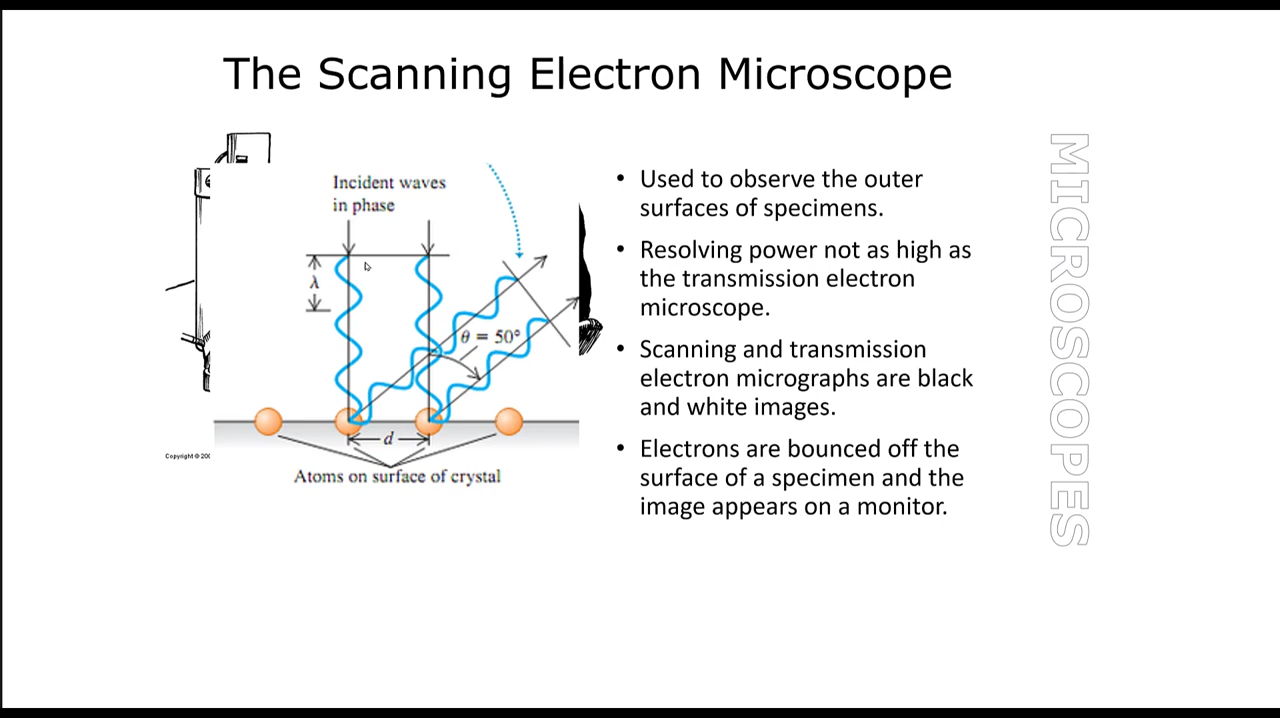 The Scanning Electron Microscope
Incident waves
in phase
λ
θ = 50°
d
Atoms on surface of crystal
Copyright © 200
• Used to observe the outer
surfaces of specimens.
• Resolving power not as high as
the transmission electron
microscope.
• Scanning and transmission
electron micrographs are black
and white images.
• Electrons are bounced off the
surface of a specimen and the
image appears on a monitor.
MICROSCOPES